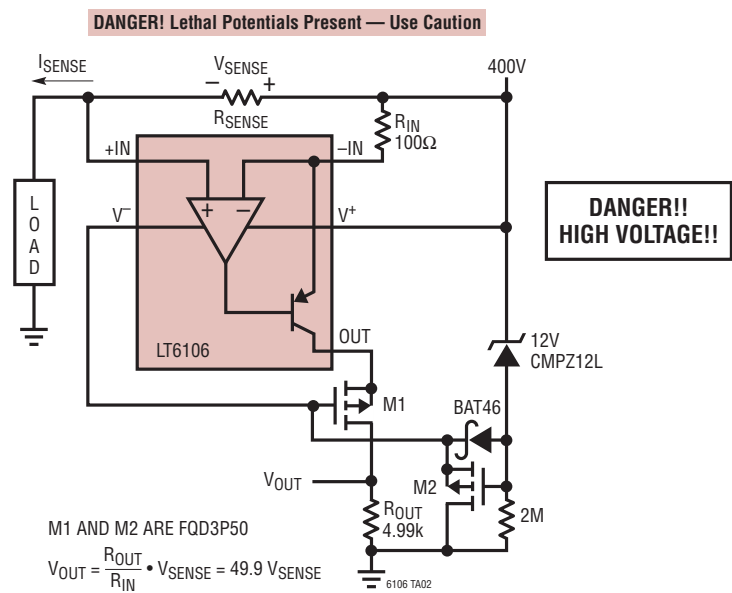 DANGER! Lethal Potentials Present — Use Caution
ISENSE
VSENSE
– +
400V
RSENSE
RIN
100Ω
+IN
–IN
LOAD
+ –
V–
V+
DANGER!!
HIGH VOLTAGE!!
LT6106
OUT
12V
CMPZ12L
M1
BAT46
VOUT
M2
ROUT
4.99k
2M
M1 AND M2 ARE FQD3P50
VOUT = ROUT/RIN • VSENSE = 49.9 VSENSE
6106 TA02